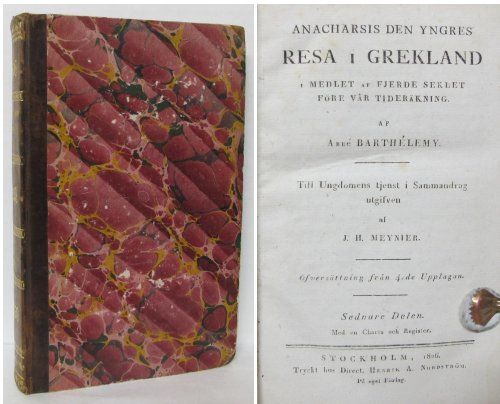 ANACHARSIS DEN YNGRES
RESA I GREKLAND
I MEDLET AF FJERDE SEKLET
FÖRE VÅR TIDERÄKNING.
AF
ABBÉ BARTHÉLEMY.
Till Ungdomens tjenst i Sammandrag
utgifven
af
J. H. MEYNIER.
Öfversättning från 4:de Upplagan.
Sednare Delen.
Med en Charta och Register.
STOCKHOLM,
Tryckt hos Direct. HENRIK A. NORDSTRÖM.
På eget Förlag.